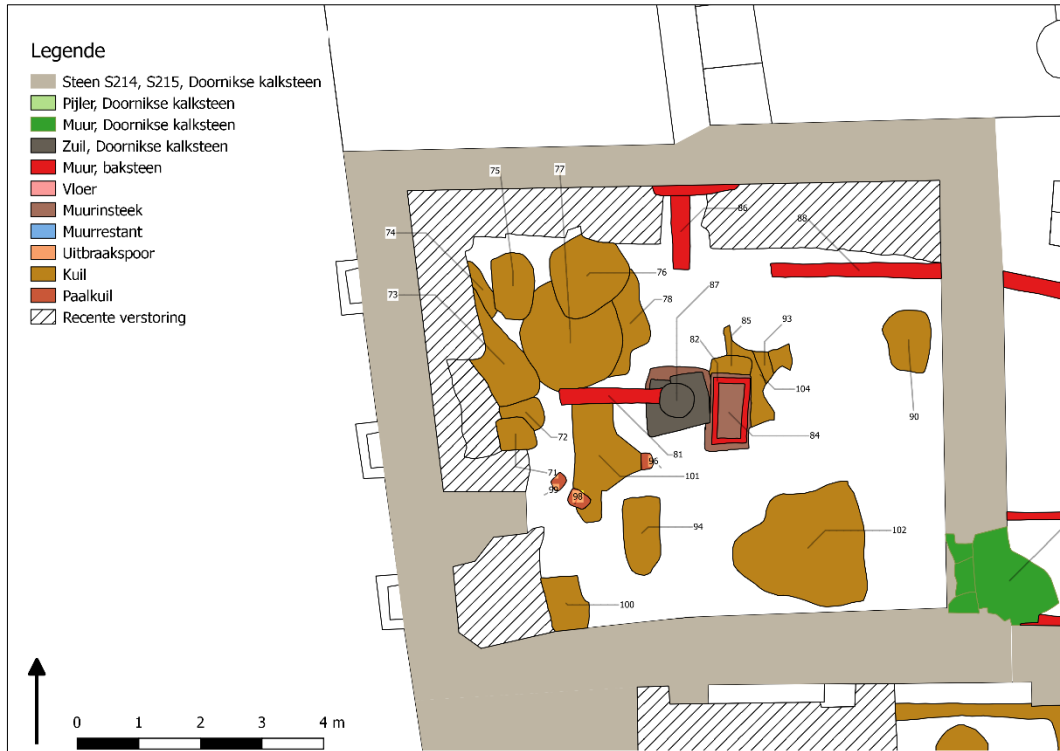 Legende
Steen S214, S215, Doornikse kalksteen
Pijler, Doornikse kalksteen
Muur, Doornikse kalksteen
Zuil, Doornikse kalksteen
Muur, baksteen
Vloer
Muurinsteek
Muurrestant
Uitbraakspoor
Kuil
Paalkuil
Recente verstoring
75
77
74
86
88
76
73
87
78
85
93
82
104
90
72
81
84
71
96
101
99
98
94
102
100
0 1 2 3 4 m